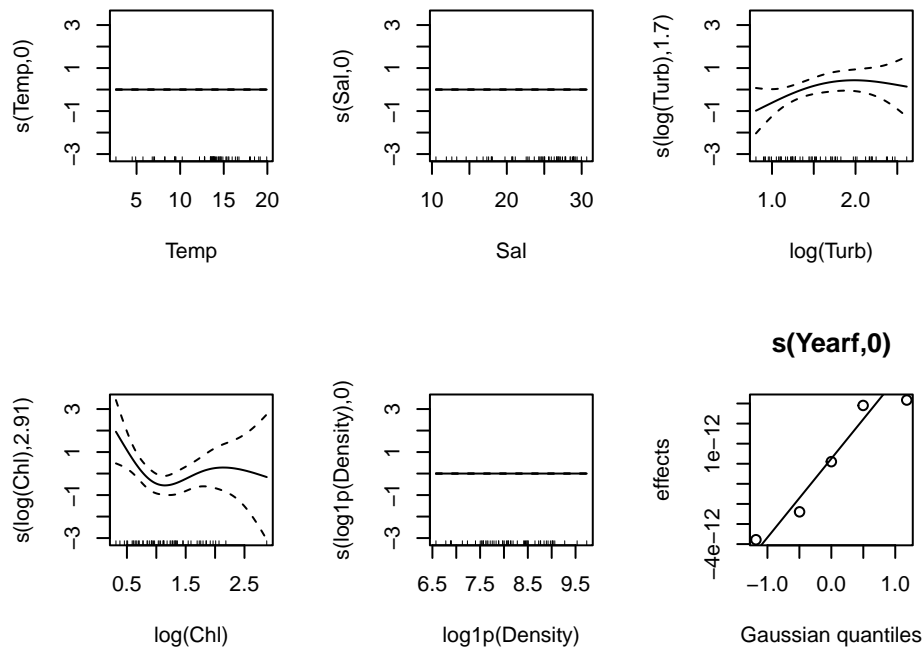 s(Temp,0)
3
1
−1
−3
5
10
15
20
Temp
s(Sal,0)
3
1
−1
−3
10
20
30
Sal
s(log(Turb),1.7)
3
1
−1
−3
1.0
2.0
log(Turb)
s(log(Chl),2.91)
3
1
−1
−3
0.5
1.5
2.5
log(Chl)
s(log1p(Density),0)
3
1
−1
−3
6.5
7.5
8.5
9.5
log1p(Density)
s(Yearf,0)
effects
1e−12
−4e−12
−1.0
0.0
1.0
Gaussian quantiles